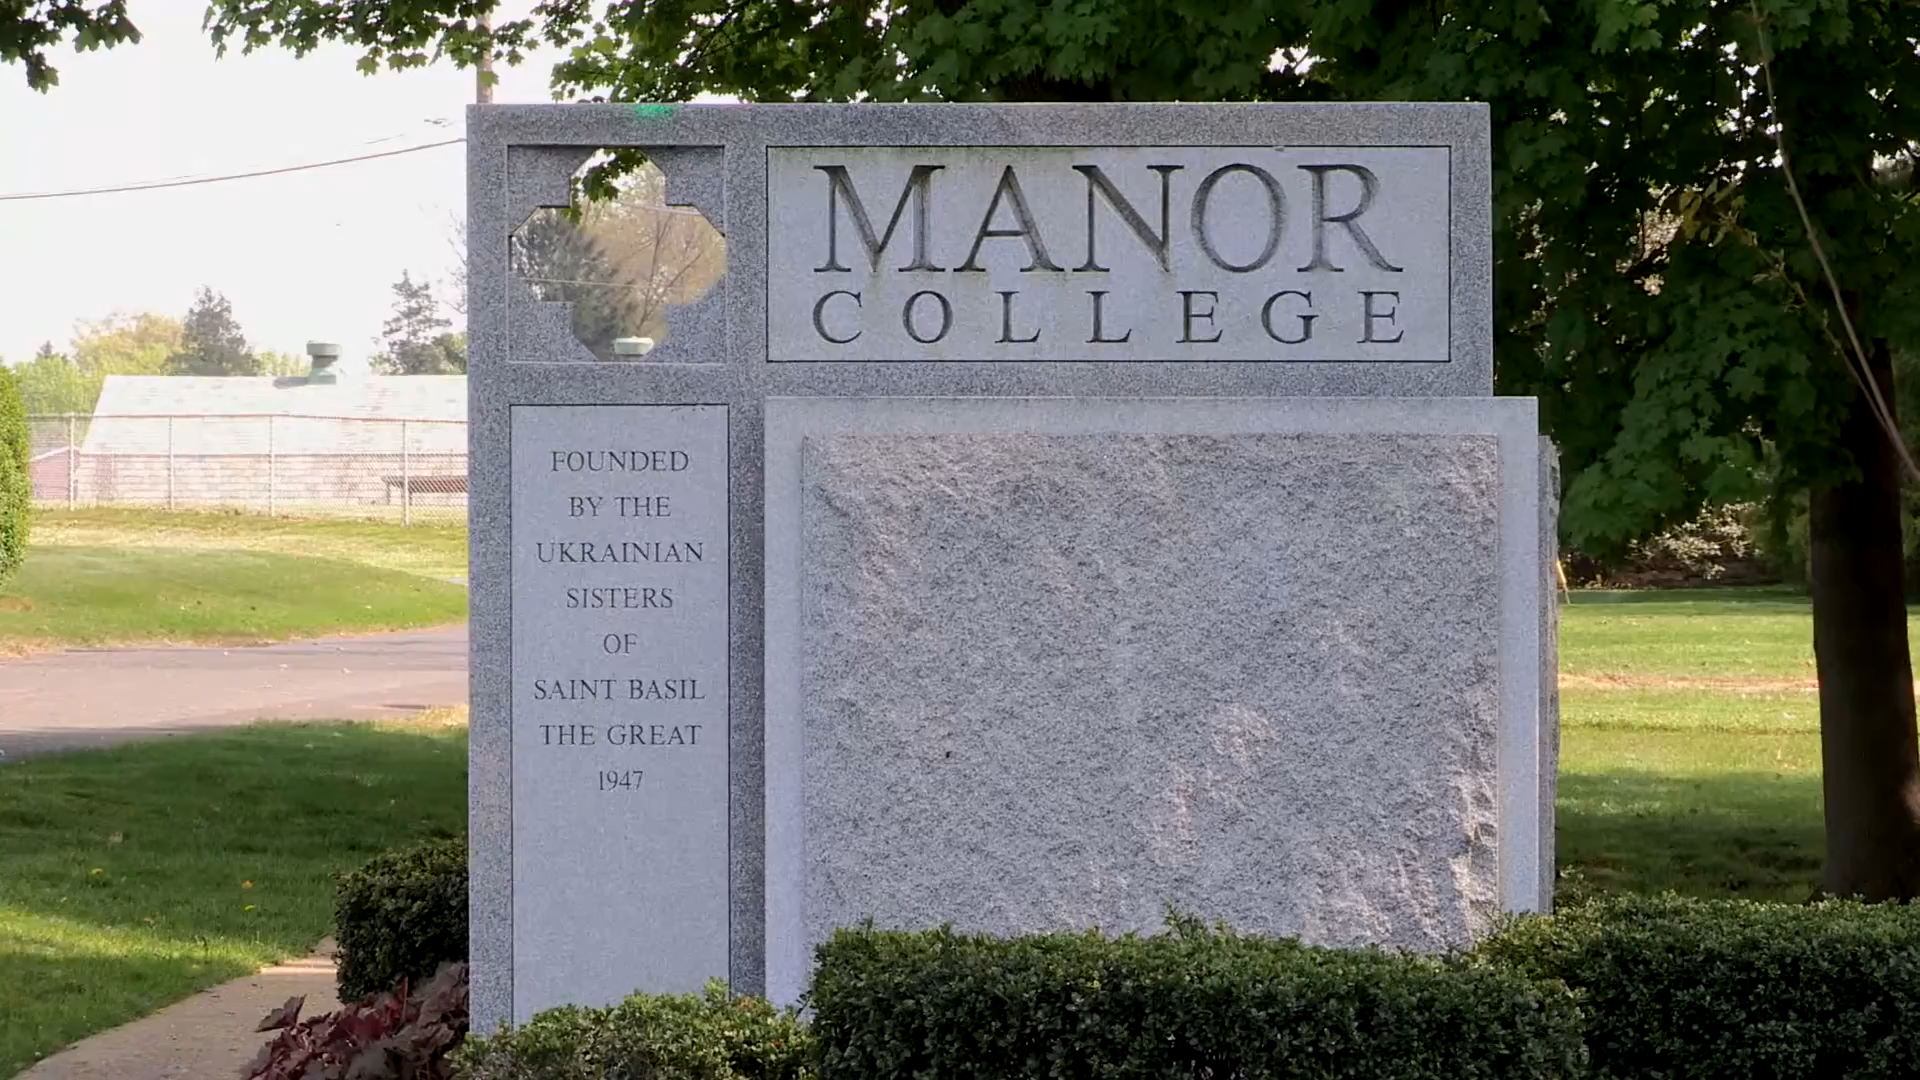 MANOR
COLLEGE
FOUNDED
BY THE
UKRAINIAN
SISTERS
OF
SAINT BASIL
THE GREAT
1947